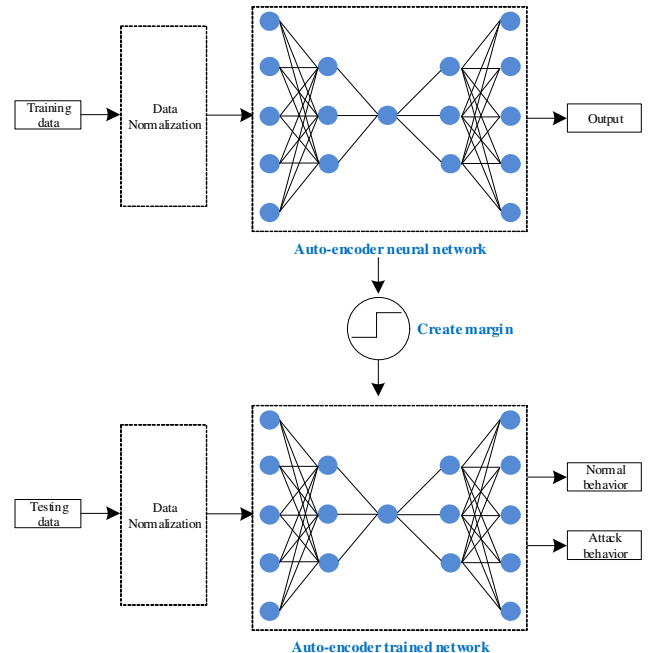 Training
data
Data
Normalization
Output
Auto-encoder neural network
Create margin
Testing
data
Data
Normalization
Normal
behavior
Attack
behavior
Auto-encoder trained network